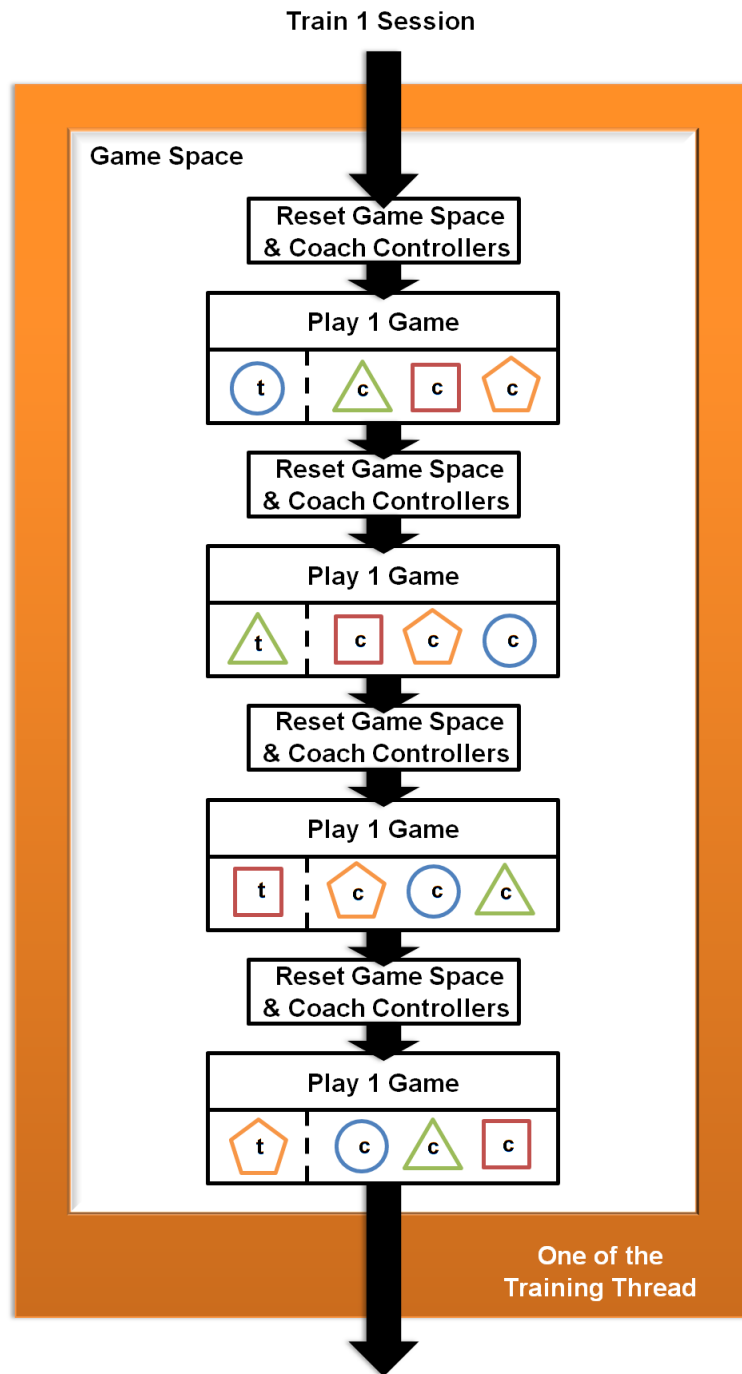 Train 1 Session
Game Space
Reset Game Space
& Coach Controllers
Play 1 Game
t c c c
Reset Game Space
& Coach Controllers
Play 1 Game
t c c c
Reset Game Space
& Coach Controllers
Play 1 Game
t c c c
Reset Game Space
& Coach Controllers
Play 1 Game
t c c c
One of the
Training Thread